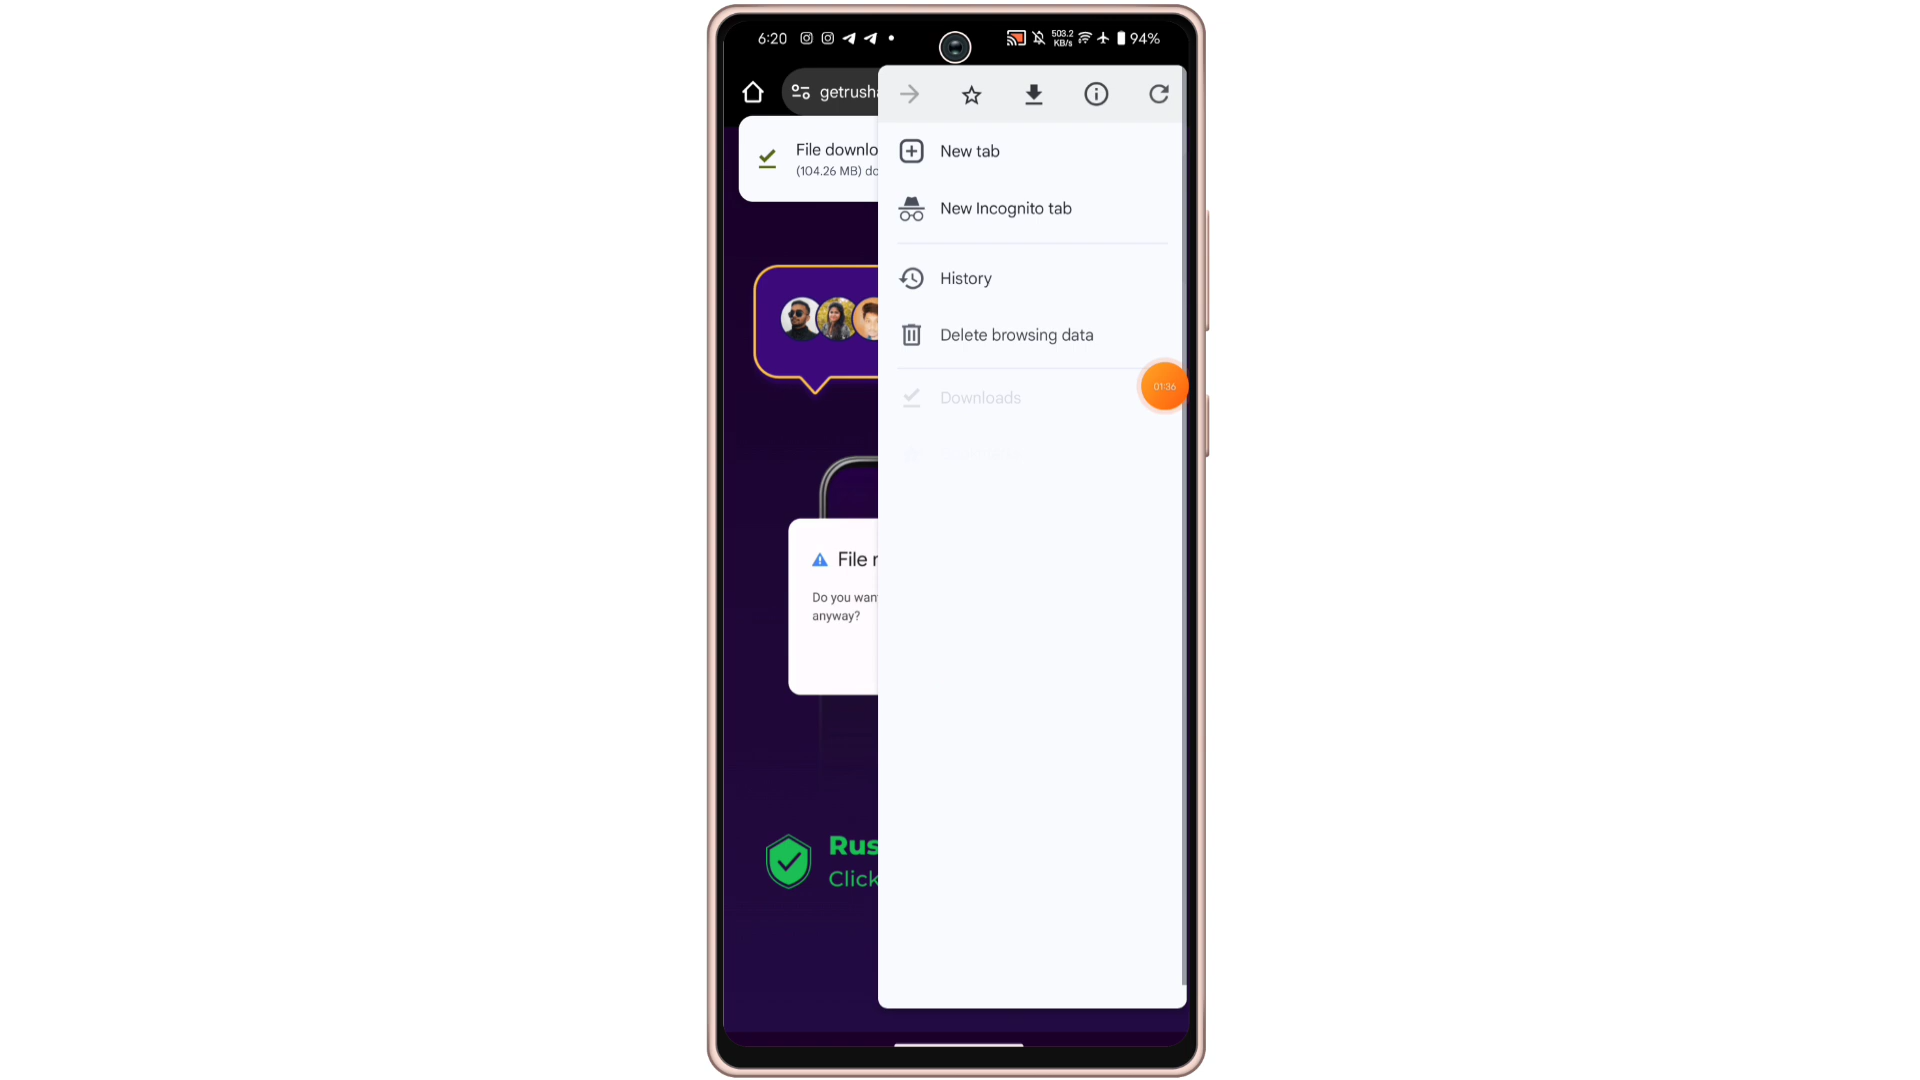 6:20
503.2
KB/s
94%
getrusha
File downlo
(104.26 MB) do
New tab
New Incognito tab
History
Delete browsing data
01:36
Downloads
File r
Do you wan
anyway?
Rus
Click